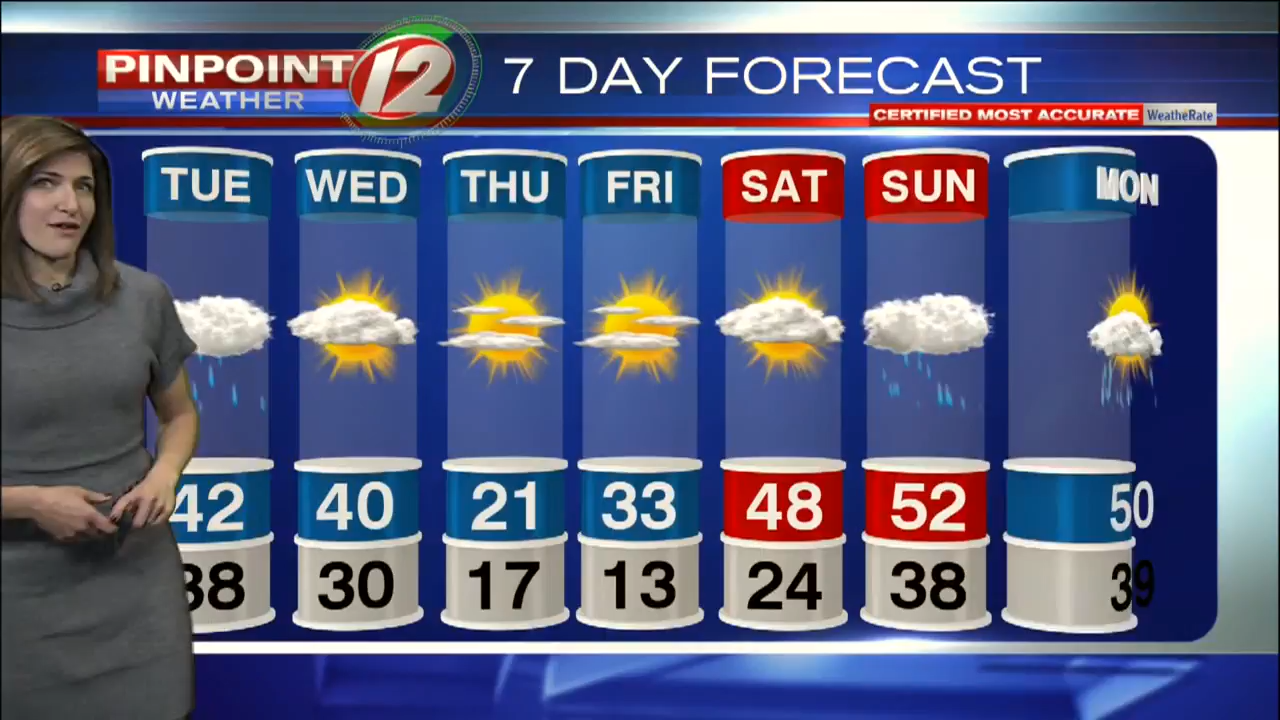 PINPOINT 12
WEATHER
7 DAY FORECAST
CERTIFIED MOST ACCURATE WeatheRate
TUE WED THU FRI SAT SUN MON
42 40 21 33 48 52 50
38 30 17 13 24 38 39